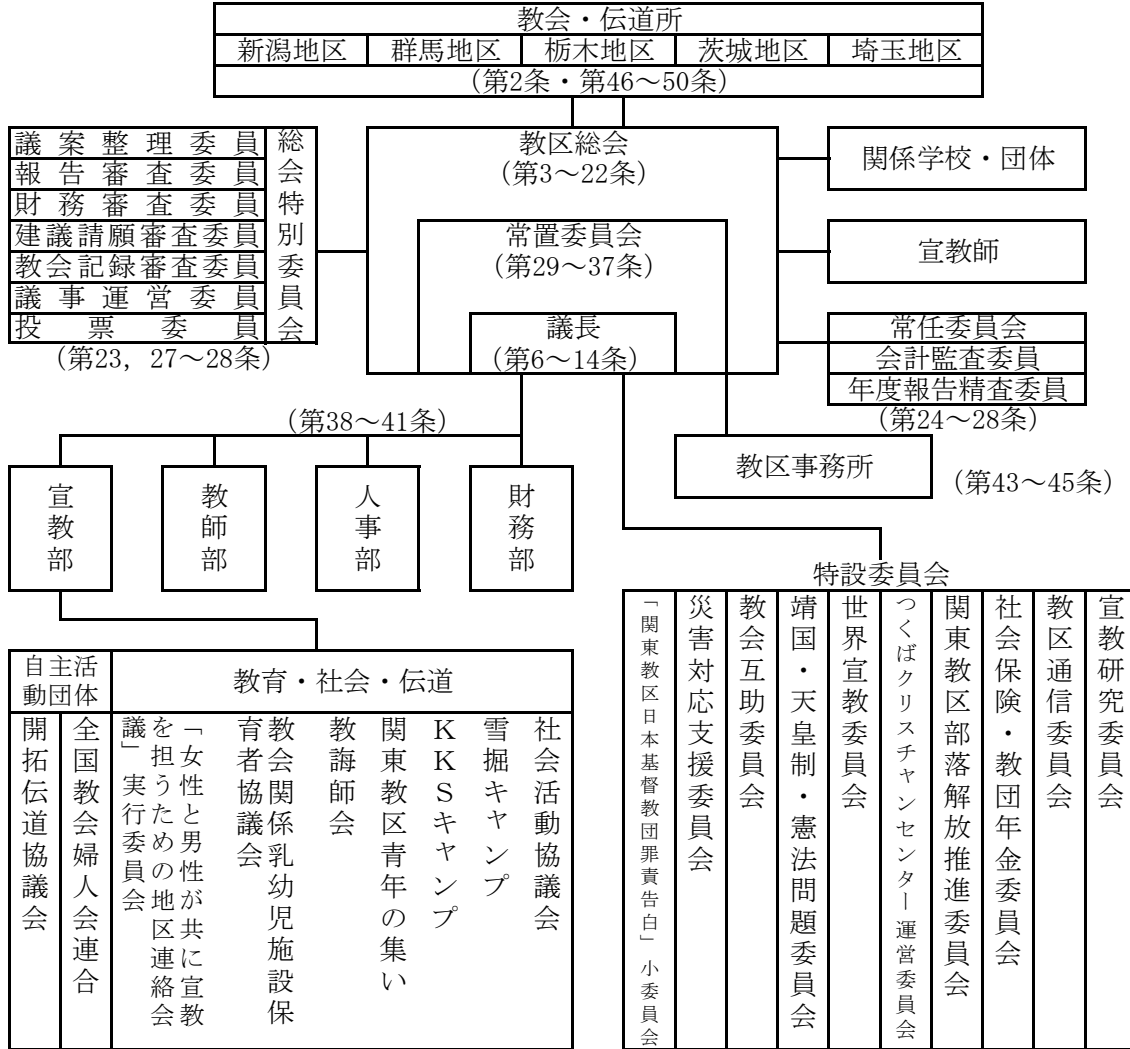 教会・伝道所
新潟地区 群馬地区 栃木地区 茨城地区 埼玉地区
(第2条・第46～50条)
議案整理委員
報告審査委員
財務審査委員
建議請願審査委員
教会記録審査委員
議事運営委員
投票委員
総会特別委員会
(第23, 27～28条)
教区総会
(第3～22条)
常置委員会
(第29～37条)
議長
(第6～14条)
関係学校・団体
宣教師
常任委員会
会計監査委員
年度報告精査委員
(第24～28条)
(第38～41条)
教区事務所
(第43～45条)
宣教部
教師部
人事部
財務部
自主活
動団体
教育・社会・伝道
開拓伝道協議会
全国教会婦人会連合
「女性と男性が共に宣教
を担うための地区連絡会
議」実行委員会
教会関係乳幼児施設保
育者協議会
教誨師会
関東教区青年の集い
KKSキャンプ
雪掘キャンプ
社会活動協議会
特設委員会
「関東教区日本基督教団罪責告白」小委員会
災害対応支援委員会
教会互助委員会
靖国・天皇制・憲法問題委員会
世界宣教委員会
つくばクリスチャンセンター運営委員会
関東教区部落解放推進委員会
社会保険・教団年金委員会
教区通信委員会
宣教研究委員会